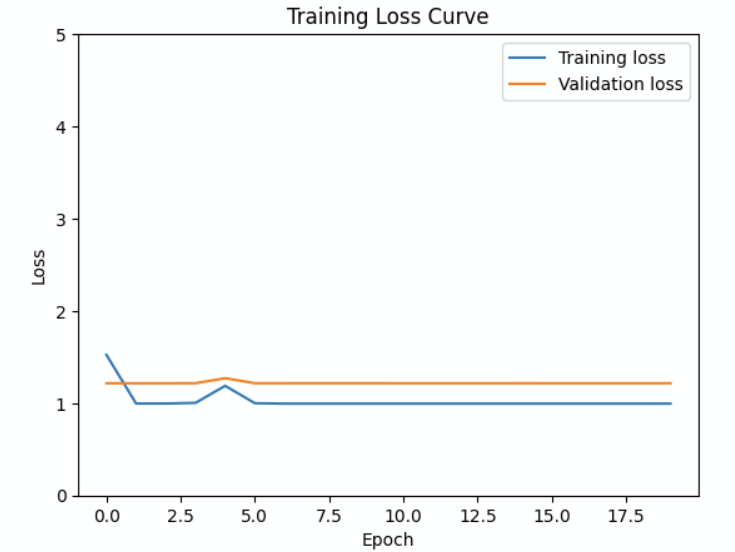 Training Loss Curve
5
4
3
2
1
0
Loss
Training loss
Validation loss
0.0 2.5 5.0 7.5 10.0 12.5 15.0 17.5
Epoch